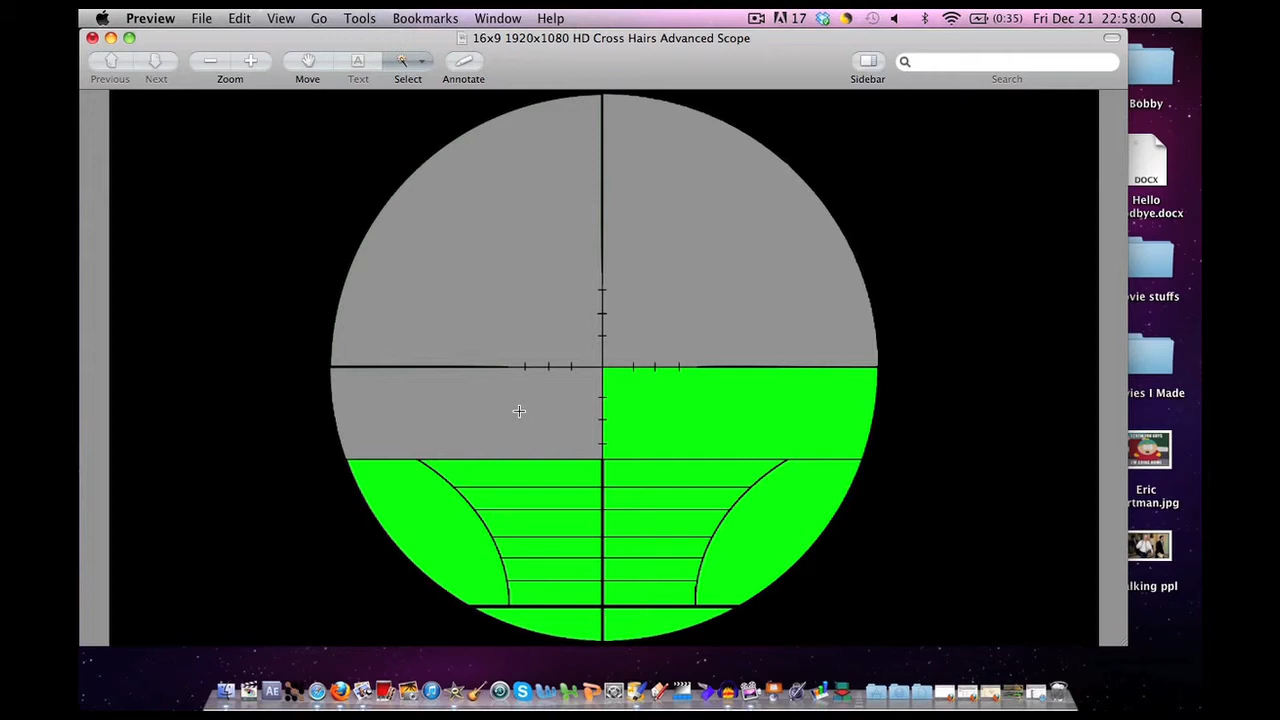 Preview File Edit View Go Tools Bookmarks Window Help 17 (0:35) Fri Dec 21 22:58:00
16x9 1920x1080 HD Cross Hairs Advanced Scope
Previous Next Zoom Move Text Select Annotate Sidebar Search
Bobby
DOCX
Hello
dbye.docx
vie stuffs
vies I Made
Eric
rtman.jpg
lking ppl
AE